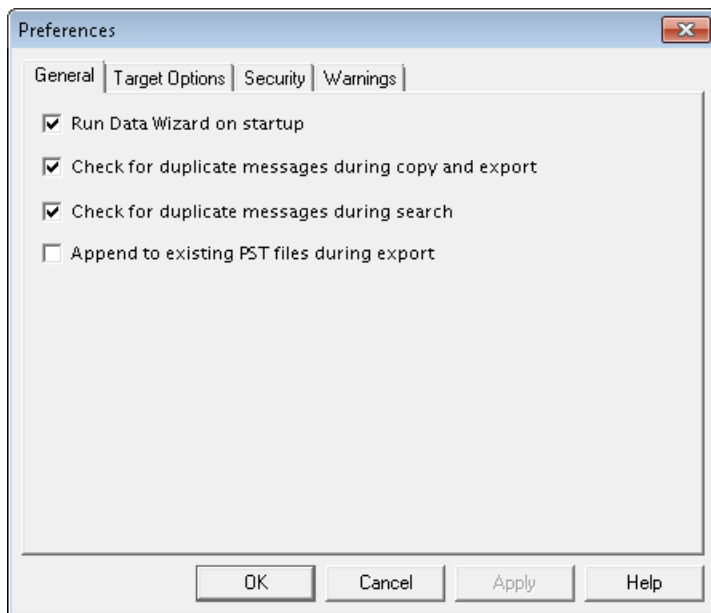 Preferences
General Target Options Security Warnings
Run Data Wizard on startup
Check for duplicate messages during copy and export
Check for duplicate messages during search
Append to existing PST files during export
OK Cancel Apply Help